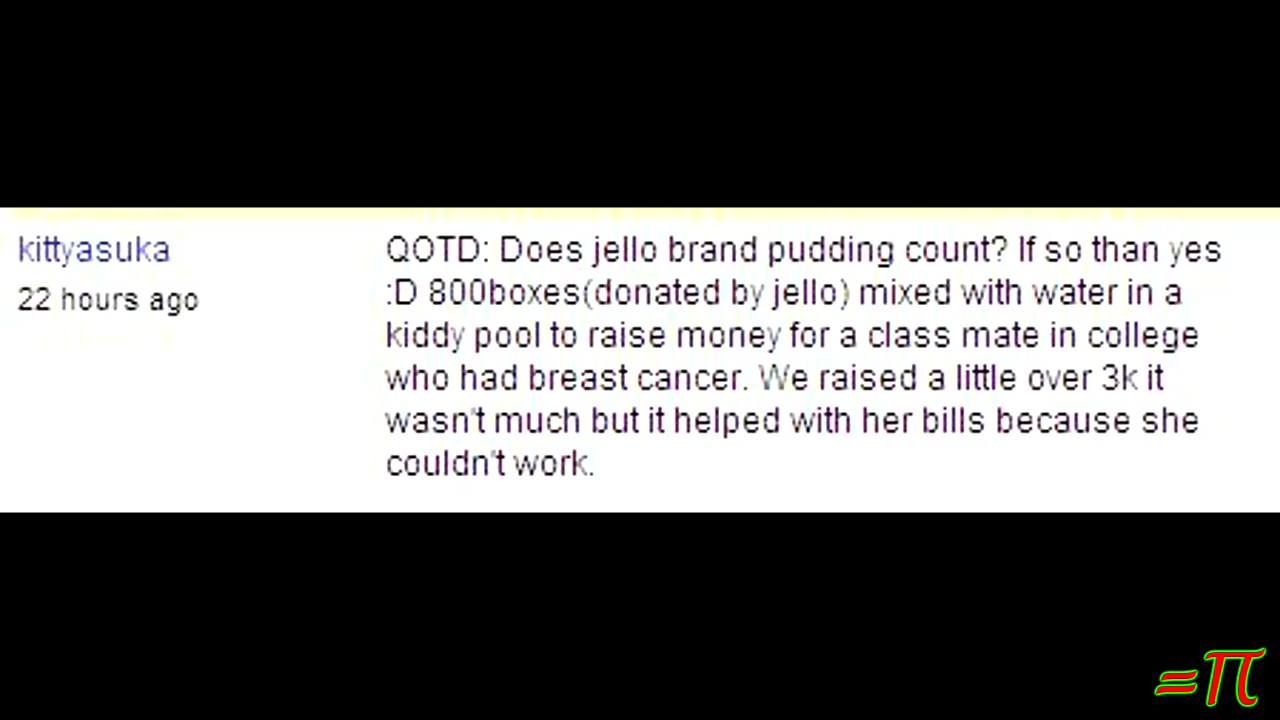 kittyasuka
22 hours ago
QOTD: Does jello brand pudding count? If so than yes
:D 800boxes(donated by jello) mixed with water in a
kiddy pool to raise money for a class mate in college
who had breast cancer. We raised a little over 3k it
wasn't much but it helped with her bills because she
couldn't work.
=π